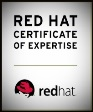 RED HAT
CERTIFICATE
OF EXPERTISE
redhat